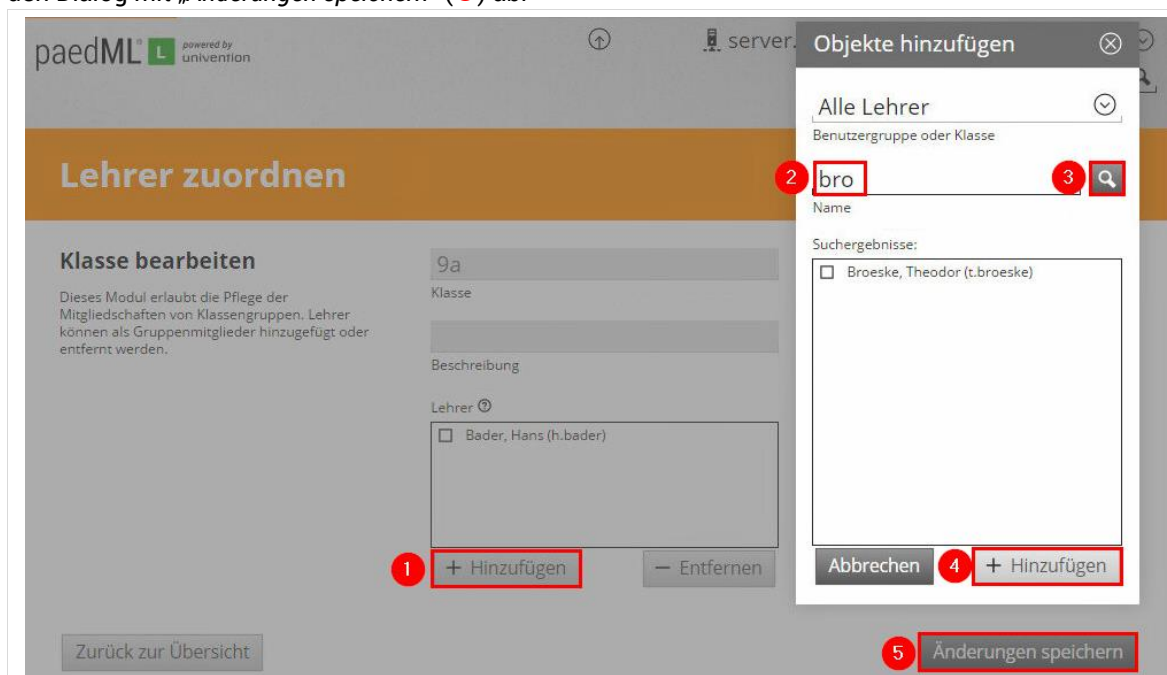 den Dialog mit „Änderungen speichern“ (5) ab.
paedML® L powered by univention
server.
Objekte hinzufügen
Alle Lehrer
Benutzergruppe oder Klasse
Lehrer zuordnen
2 bro 3
Name
Suchergebnisse:
Broeske, Theodor (t.broeske)
Klasse bearbeiten
Dieses Modul erlaubt die Pflege der
Mitgliedschaften von Klassengruppen. Lehrer
können als Gruppenmitglieder hinzugefügt oder
entfernt werden.
9a
Klasse
Beschreibung
Lehrer
Bader, Hans (h.bader)
1 + Hinzufügen
− Entfernen
Abbrechen
4 + Hinzufügen
Zurück zur Übersicht
5 Änderungen speichern